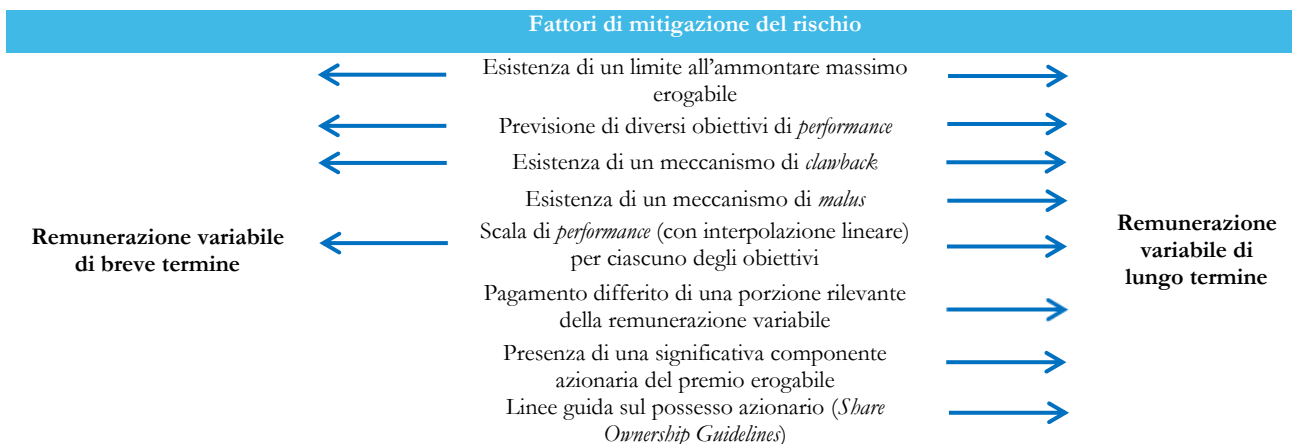 Fattori di mitigazione del rischio
Esistenza di un limite all'ammontare massimo
erogabile
Previsione di diversi obiettivi di performance
Esistenza di un meccanismo di clawback
Esistenza di un meccanismo di malus
Remunerazione variabile
di breve termine
Scala di performance (con interpolazione lineare)
per ciascuno degli obiettivi
Remunerazione
variabile di
lungo termine
Pagamento differito di una porzione rilevante
della remunerazione variabile
Presenza di una significativa componente
azionaria del premio erogabile
Linee guida sul possesso azionario (Share
Ownership Guidelines)